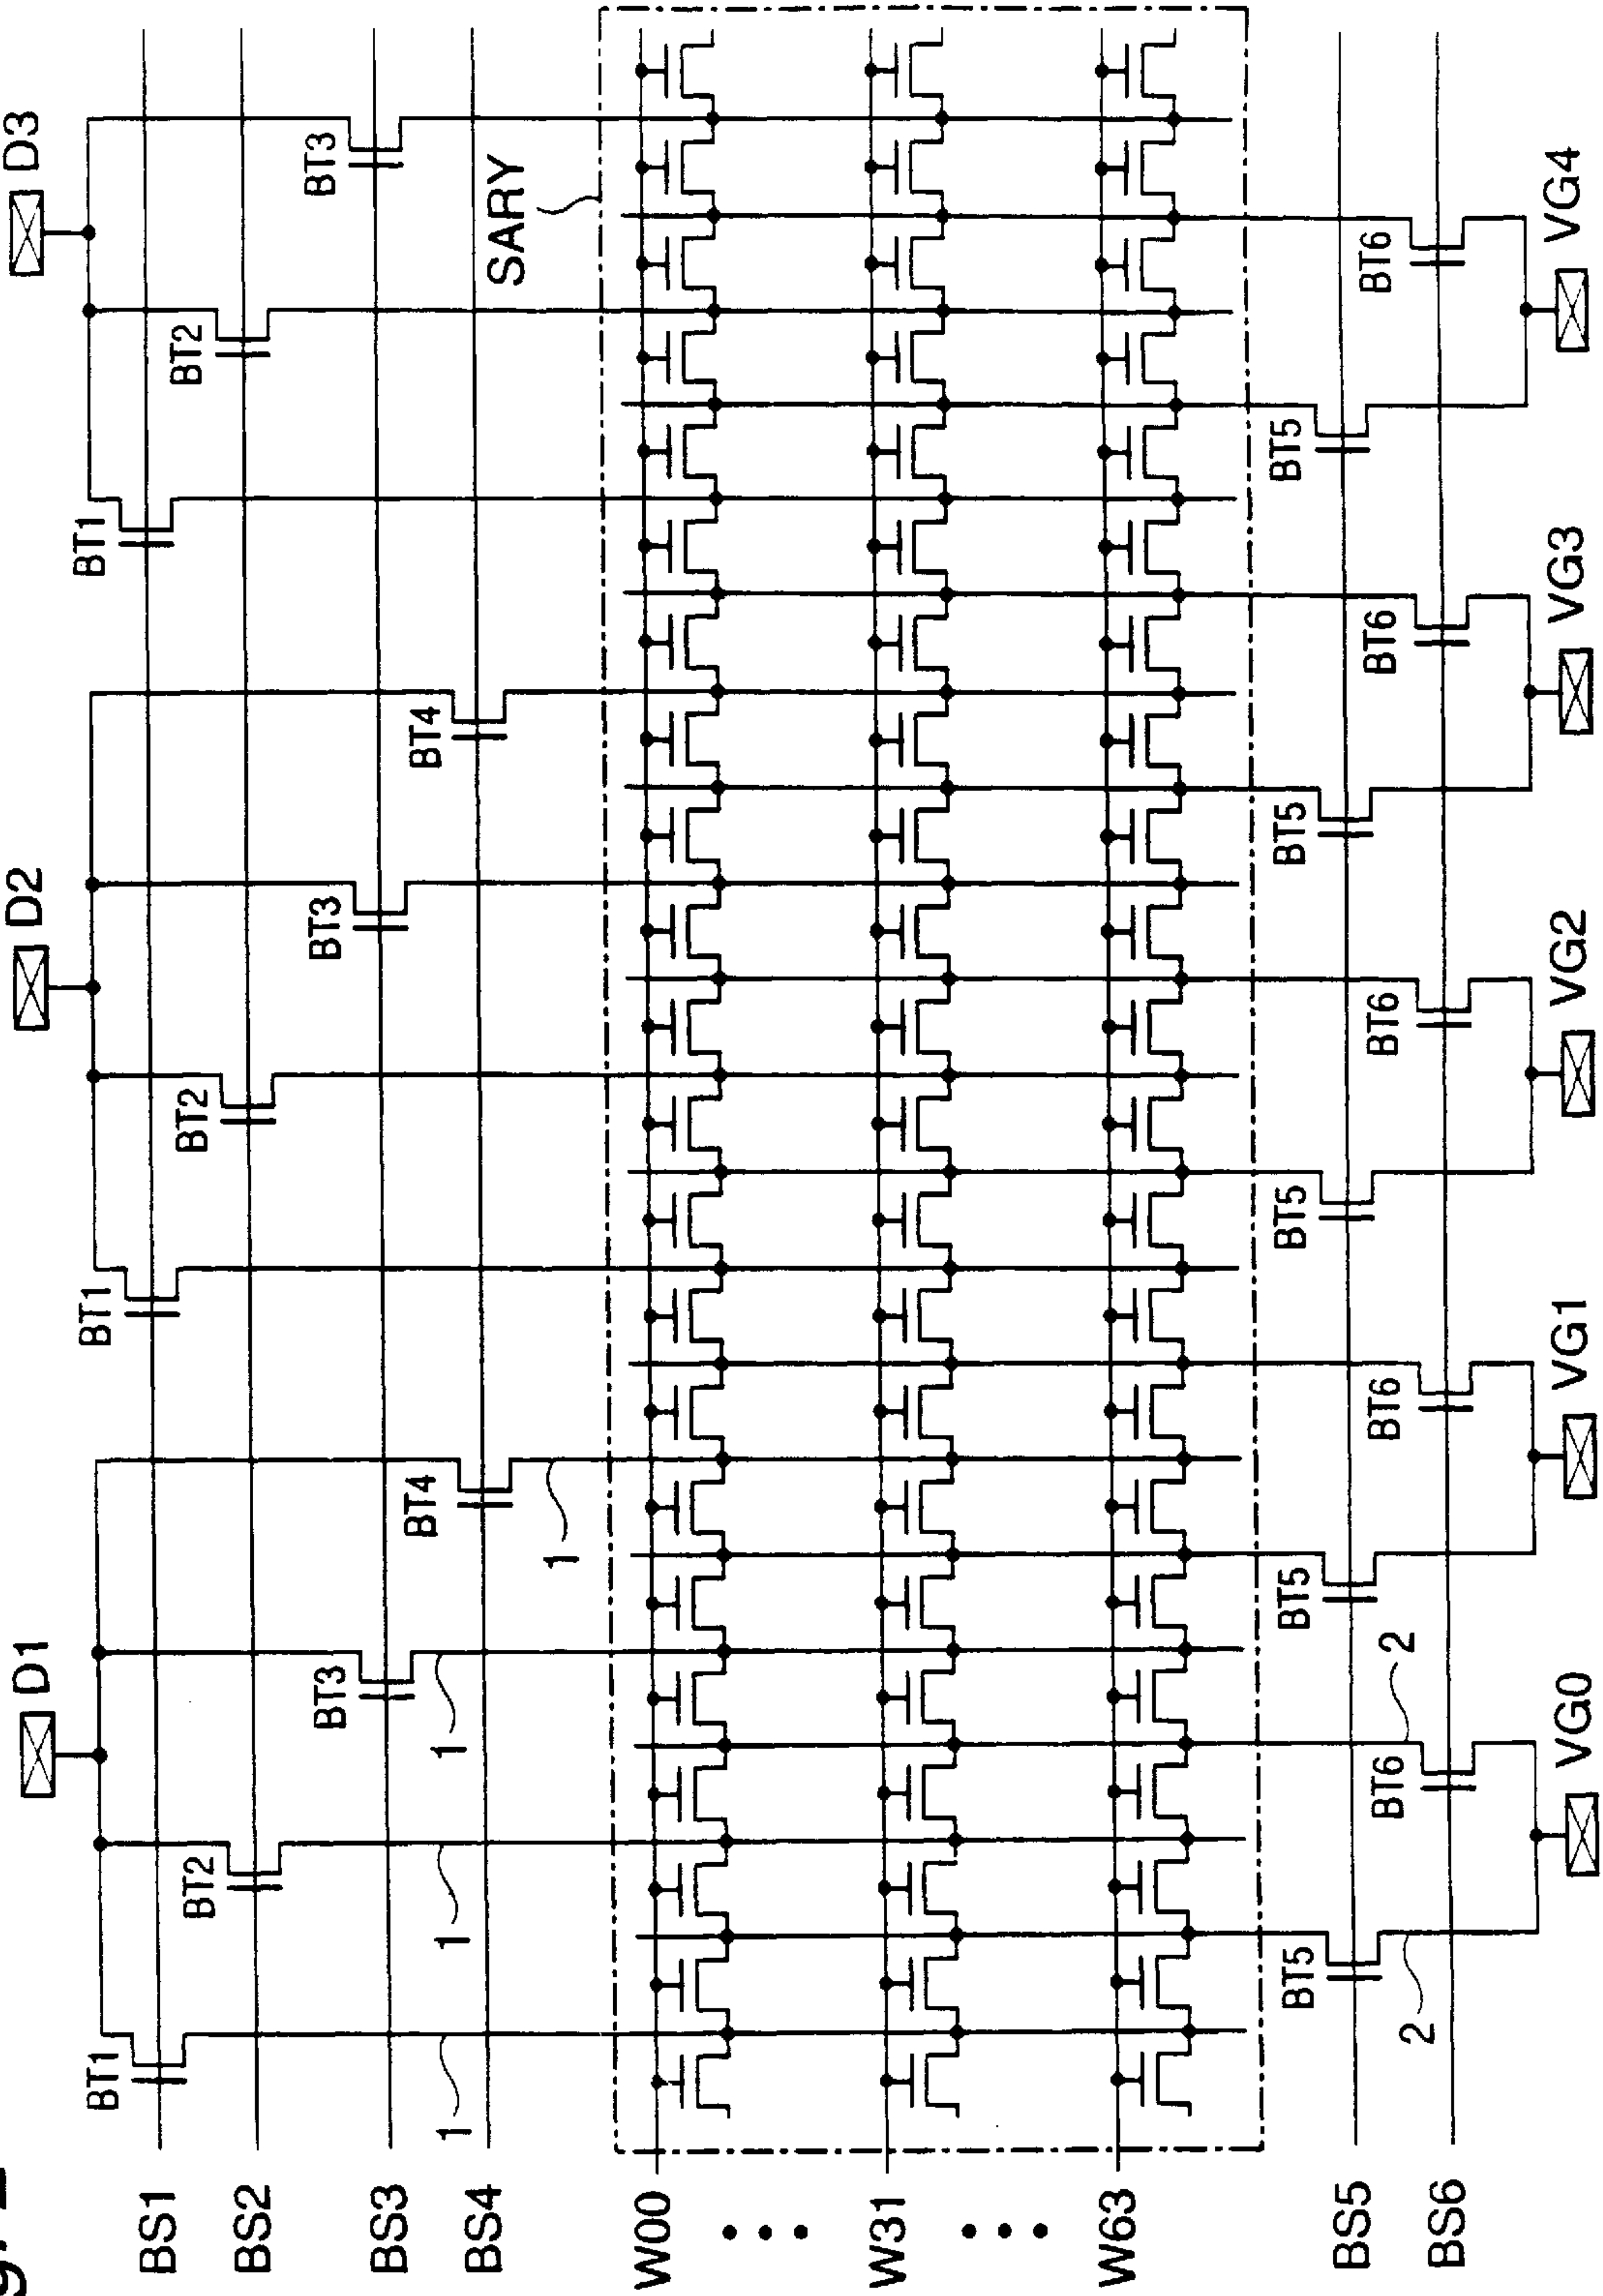 D1 D2 D3
BT1 BT1 BT1
BS1
BT2 BT2 BT2
BS2
BT3 BT3 BT3
BS3
BT4 BT4
1 1 1
BS4
SARY
1
W00
W31
W63
BT5 BT5 BT5 BT5 BT5
BS5
BT6 BT6 BT6 BT6 BT6
2 2
BS6
VG0 VG1 VG2 VG3 VG4